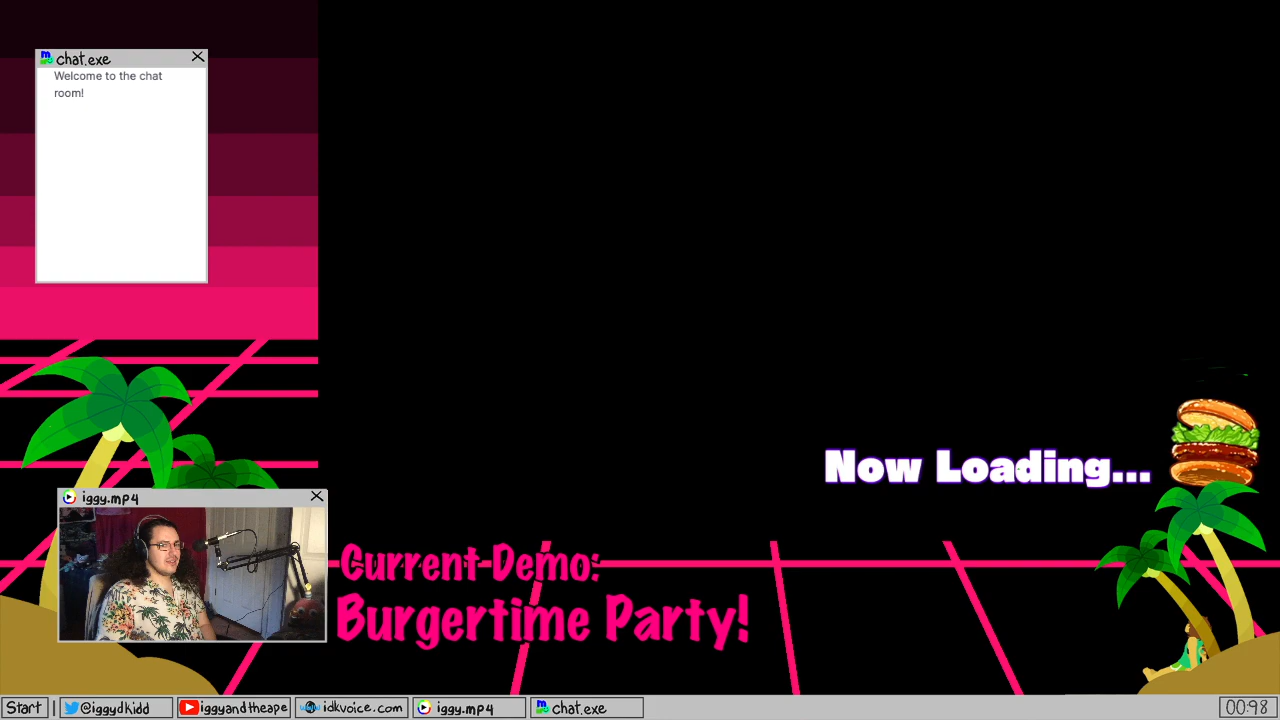 chat.exe
Welcome to the chat
room!
Now Loading...
iggy.mp4
Current Demo:
Burgertime Party!
Start | @iggydkidd iggyandtheape www idkvoice.com iggy.mp4 chat.exe 00:98